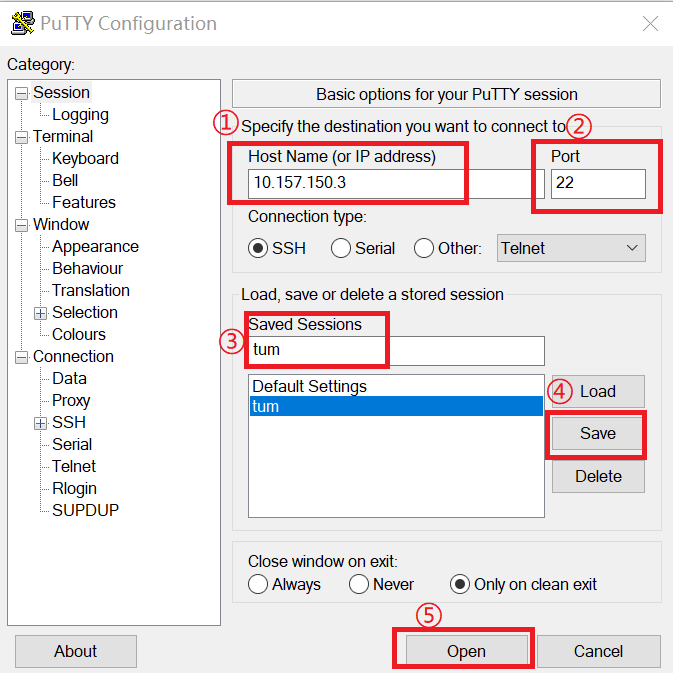 PuTTY Configuration
Category:
Session
Logging
Terminal
Keyboard
Bell
Features
Window
Appearance
Behaviour
Translation
Selection
Colours
Connection
Data
Proxy
SSH
Serial
Telnet
Rlogin
SUPDUP
Basic options for your PuTTY session
① Specify the destination you want to connect to ②
Host Name (or IP address) Port
10.157.150.3 22
Connection type:
SSH Serial Other: Telnet
Load, save or delete a stored session
Saved Sessions
③ tum
Default Settings
④ Load
tum
Save
Delete
Close window on exit:
Always Never Only on clean exit
⑤
About Open Cancel